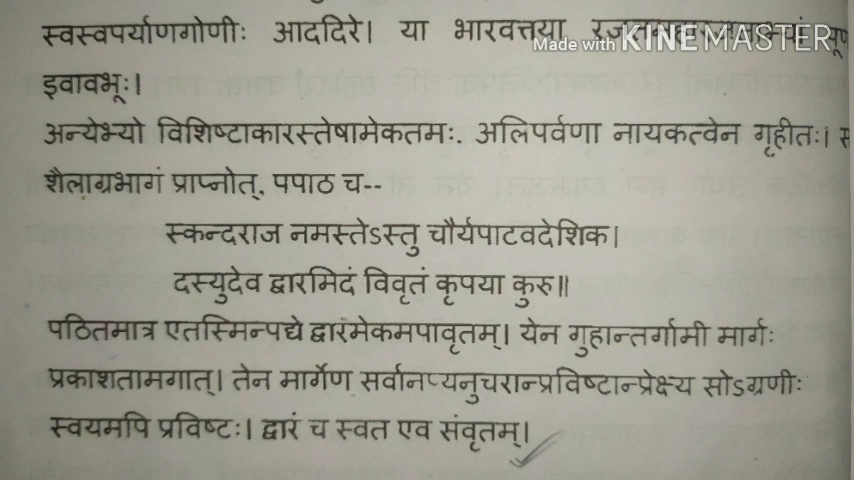 स्वस्वपर्याणगोणीः आददिरे। या भारवत्तया
Made with KINEMASTER
इवावभूः।
अन्येभ्यो विशिष्टाकारस्तेषामेकतमः. अलिपर्वणा नायकत्वेन गृहीतः। स
शैलाग्रभागं प्राप्नोत्. पपाठ च--
स्कन्दराज नमस्तेऽस्तु चौर्यपाटवदेशिक।
दस्युदेव द्वारमिदं विवृतं कृपया कुरु॥
पठितमात्र एतस्मिन्पद्ये द्वारमेकमपावृतम्। येन गुहान्तर्गामी मार्गः
प्रकाशतामगात्। तेन मार्गेण सर्वानप्यनुचरान्प्रविष्टान्प्रेक्ष्य सोऽग्रणीः
स्वयमपि प्रविष्टः। द्वारं च स्वत एव संवृतम्।